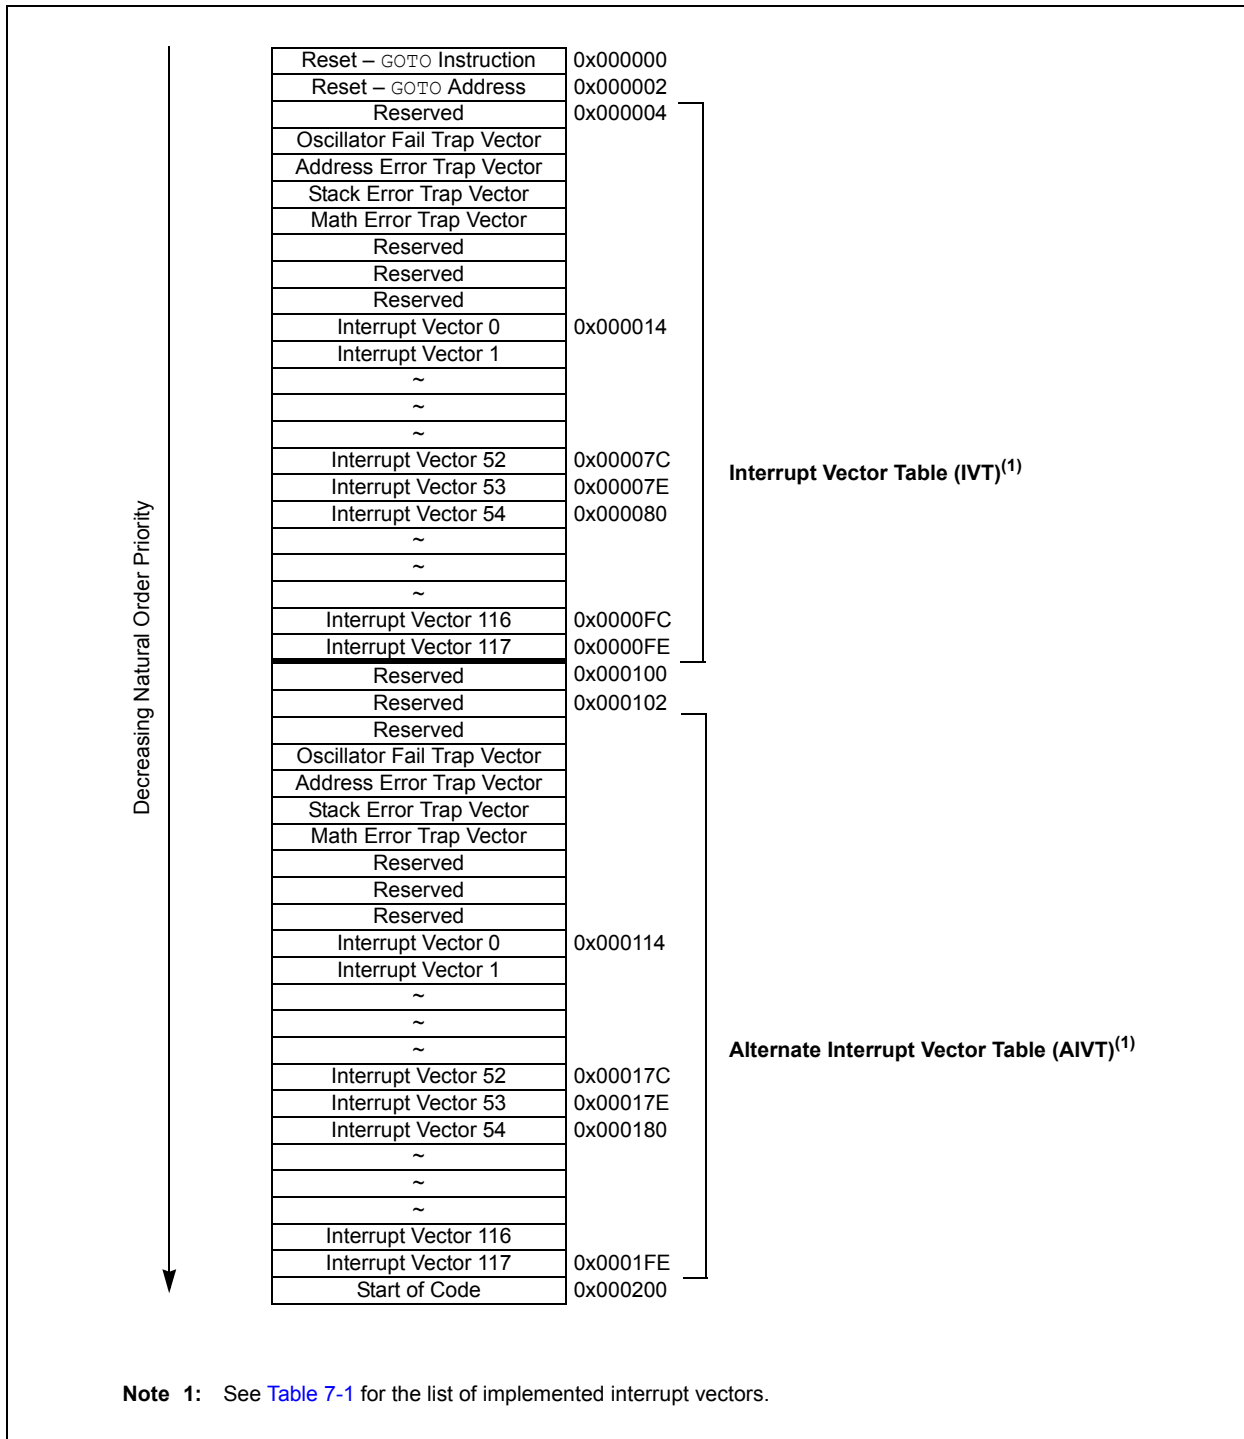 Reset – GOTO Instruction 0x000000
Reset – GOTO Address 0x000002
Reserved 0x000004
Oscillator Fail Trap Vector
Address Error Trap Vector
Stack Error Trap Vector
Math Error Trap Vector
Reserved
Reserved
Reserved
Interrupt Vector 0 0x000014
Interrupt Vector 1
~
~
~
Interrupt Vector 52 0x00007C
Interrupt Vector Table (IVT)(1)
Interrupt Vector 53 0x00007E
Interrupt Vector 54 0x000080
~
~
~
Interrupt Vector 116 0x0000FC
Interrupt Vector 117 0x0000FE
Decreasing Natural Order Priority
Reserved 0x000100
Reserved 0x000102
Reserved
Oscillator Fail Trap Vector
Address Error Trap Vector
Stack Error Trap Vector
Math Error Trap Vector
Reserved
Reserved
Reserved
Interrupt Vector 0 0x000114
Interrupt Vector 1
~
~
~
Alternate Interrupt Vector Table (AIVT)(1)
Interrupt Vector 52 0x00017C
Interrupt Vector 53 0x00017E
Interrupt Vector 54 0x000180
~
~
~
Interrupt Vector 116
Interrupt Vector 117 0x0001FE
Start of Code 0x000200
Note 1: See Table 7-1 for the list of implemented interrupt vectors.